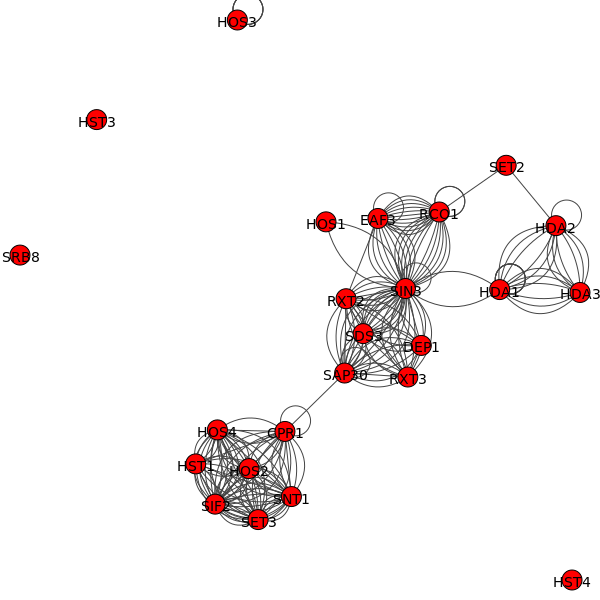 HOS3
HST3
SET2
RCO1
EAF3
HOS1
HDA2
SRB8
SIN3
HDA1
HDA3
RXT2
SDS3
DEP1
SAP30
RXT3
HOS4
CPR1
HST1
HOS2
SNT1
SIF2
SET3
HST4